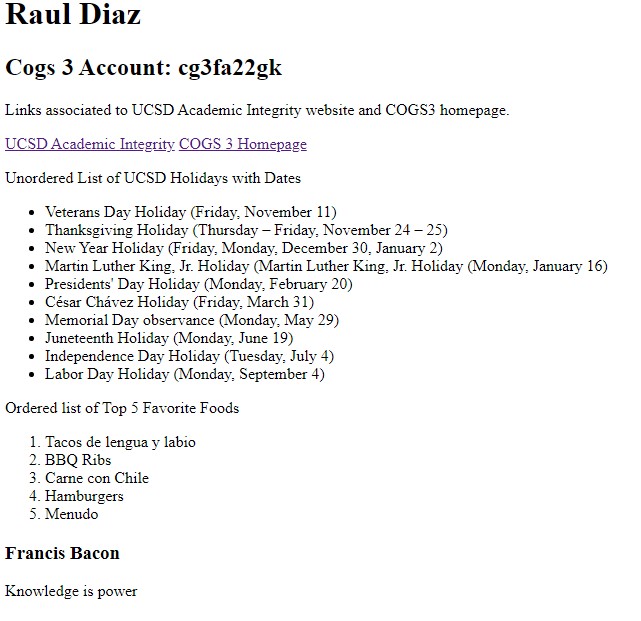 Raul Diaz
Cogs 3 Account: cg3fa22gk
Links associated to UCSD Academic Integrity website and COGS3 homepage.
UCSD Academic Integrity COGS 3 Homepage
Unordered List of UCSD Holidays with Dates
• Veterans Day Holiday (Friday, November 11)
• Thanksgiving Holiday (Thursday – Friday, November 24 – 25)
• New Year Holiday (Friday, Monday, December 30, January 2)
• Martin Luther King, Jr. Holiday (Martin Luther King, Jr. Holiday (Monday, January 16)
• Presidents' Day Holiday (Monday, February 20)
• César Chávez Holiday (Friday, March 31)
• Memorial Day observance (Monday, May 29)
• Juneteenth Holiday (Monday, June 19)
• Independence Day Holiday (Tuesday, July 4)
• Labor Day Holiday (Monday, September 4)
Ordered list of Top 5 Favorite Foods
1. Tacos de lengua y labio
2. BBQ Ribs
3. Carne con Chile
4. Hamburgers
5. Menudo
Francis Bacon
Knowledge is power